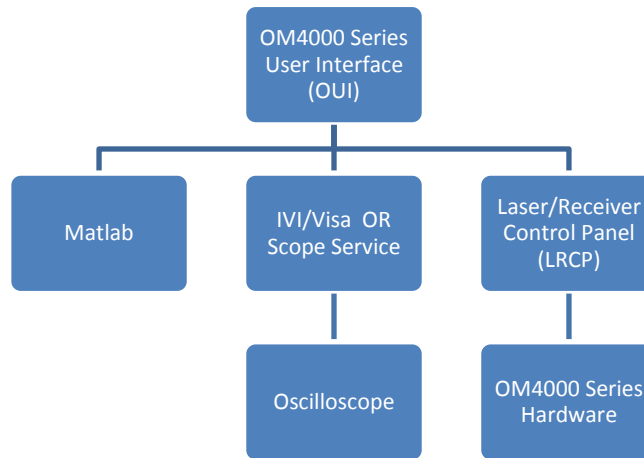 OM4000 Series
User Interface
(OUI)
Matlab
IVI/Visa OR
Scope Service
Laser/Receiver
Control Panel
(LRCP)
Oscilloscope
OM4000 Series
Hardware